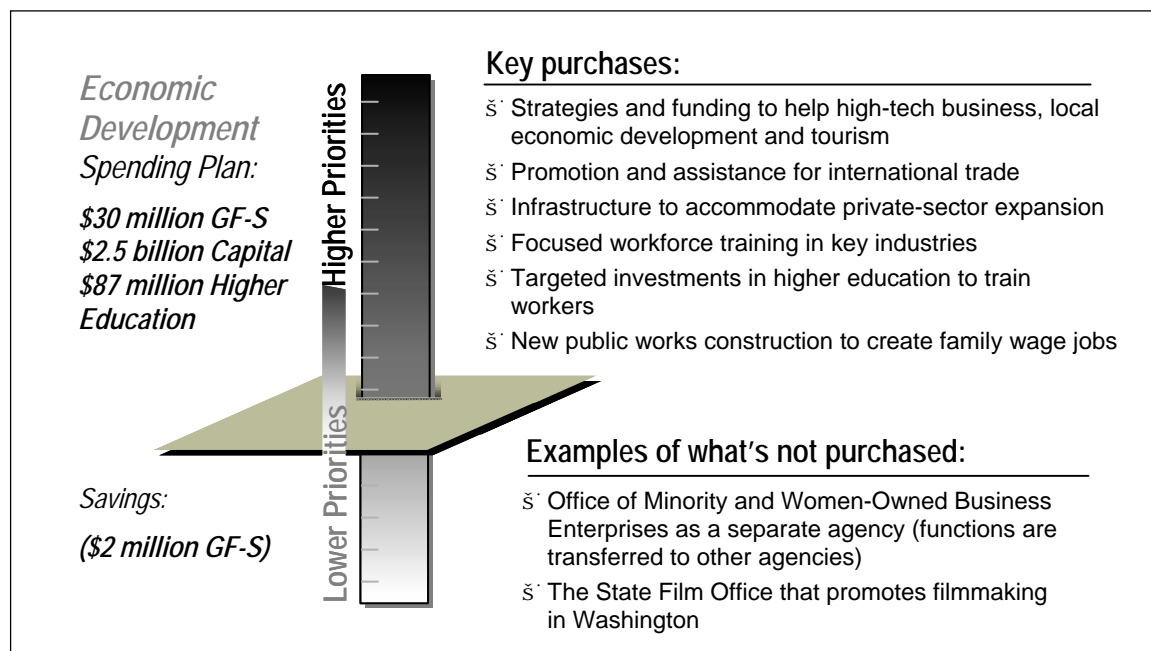 Economic
Development
Spending Plan:
$30 million GF-S
$2.5 billion Capital
$87 million Higher
Education
Savings:
($2 million GF-S)
Higher Priorities
Lower Priorities
Key purchases:
š˙ Strategies and funding to help high-tech business, local
economic development and tourism
š˙ Promotion and assistance for international trade
š˙ Infrastructure to accommodate private-sector expansion
š˙ Focused workforce training in key industries
š˙ Targeted investments in higher education to train
workers
š˙ New public works construction to create family wage jobs
Examples of what's not purchased:
š˙ Office of Minority and Women-Owned Business
Enterprises as a separate agency (functions are
transferred to other agencies)
š˙ The State Film Office that promotes filmmaking
in Washington